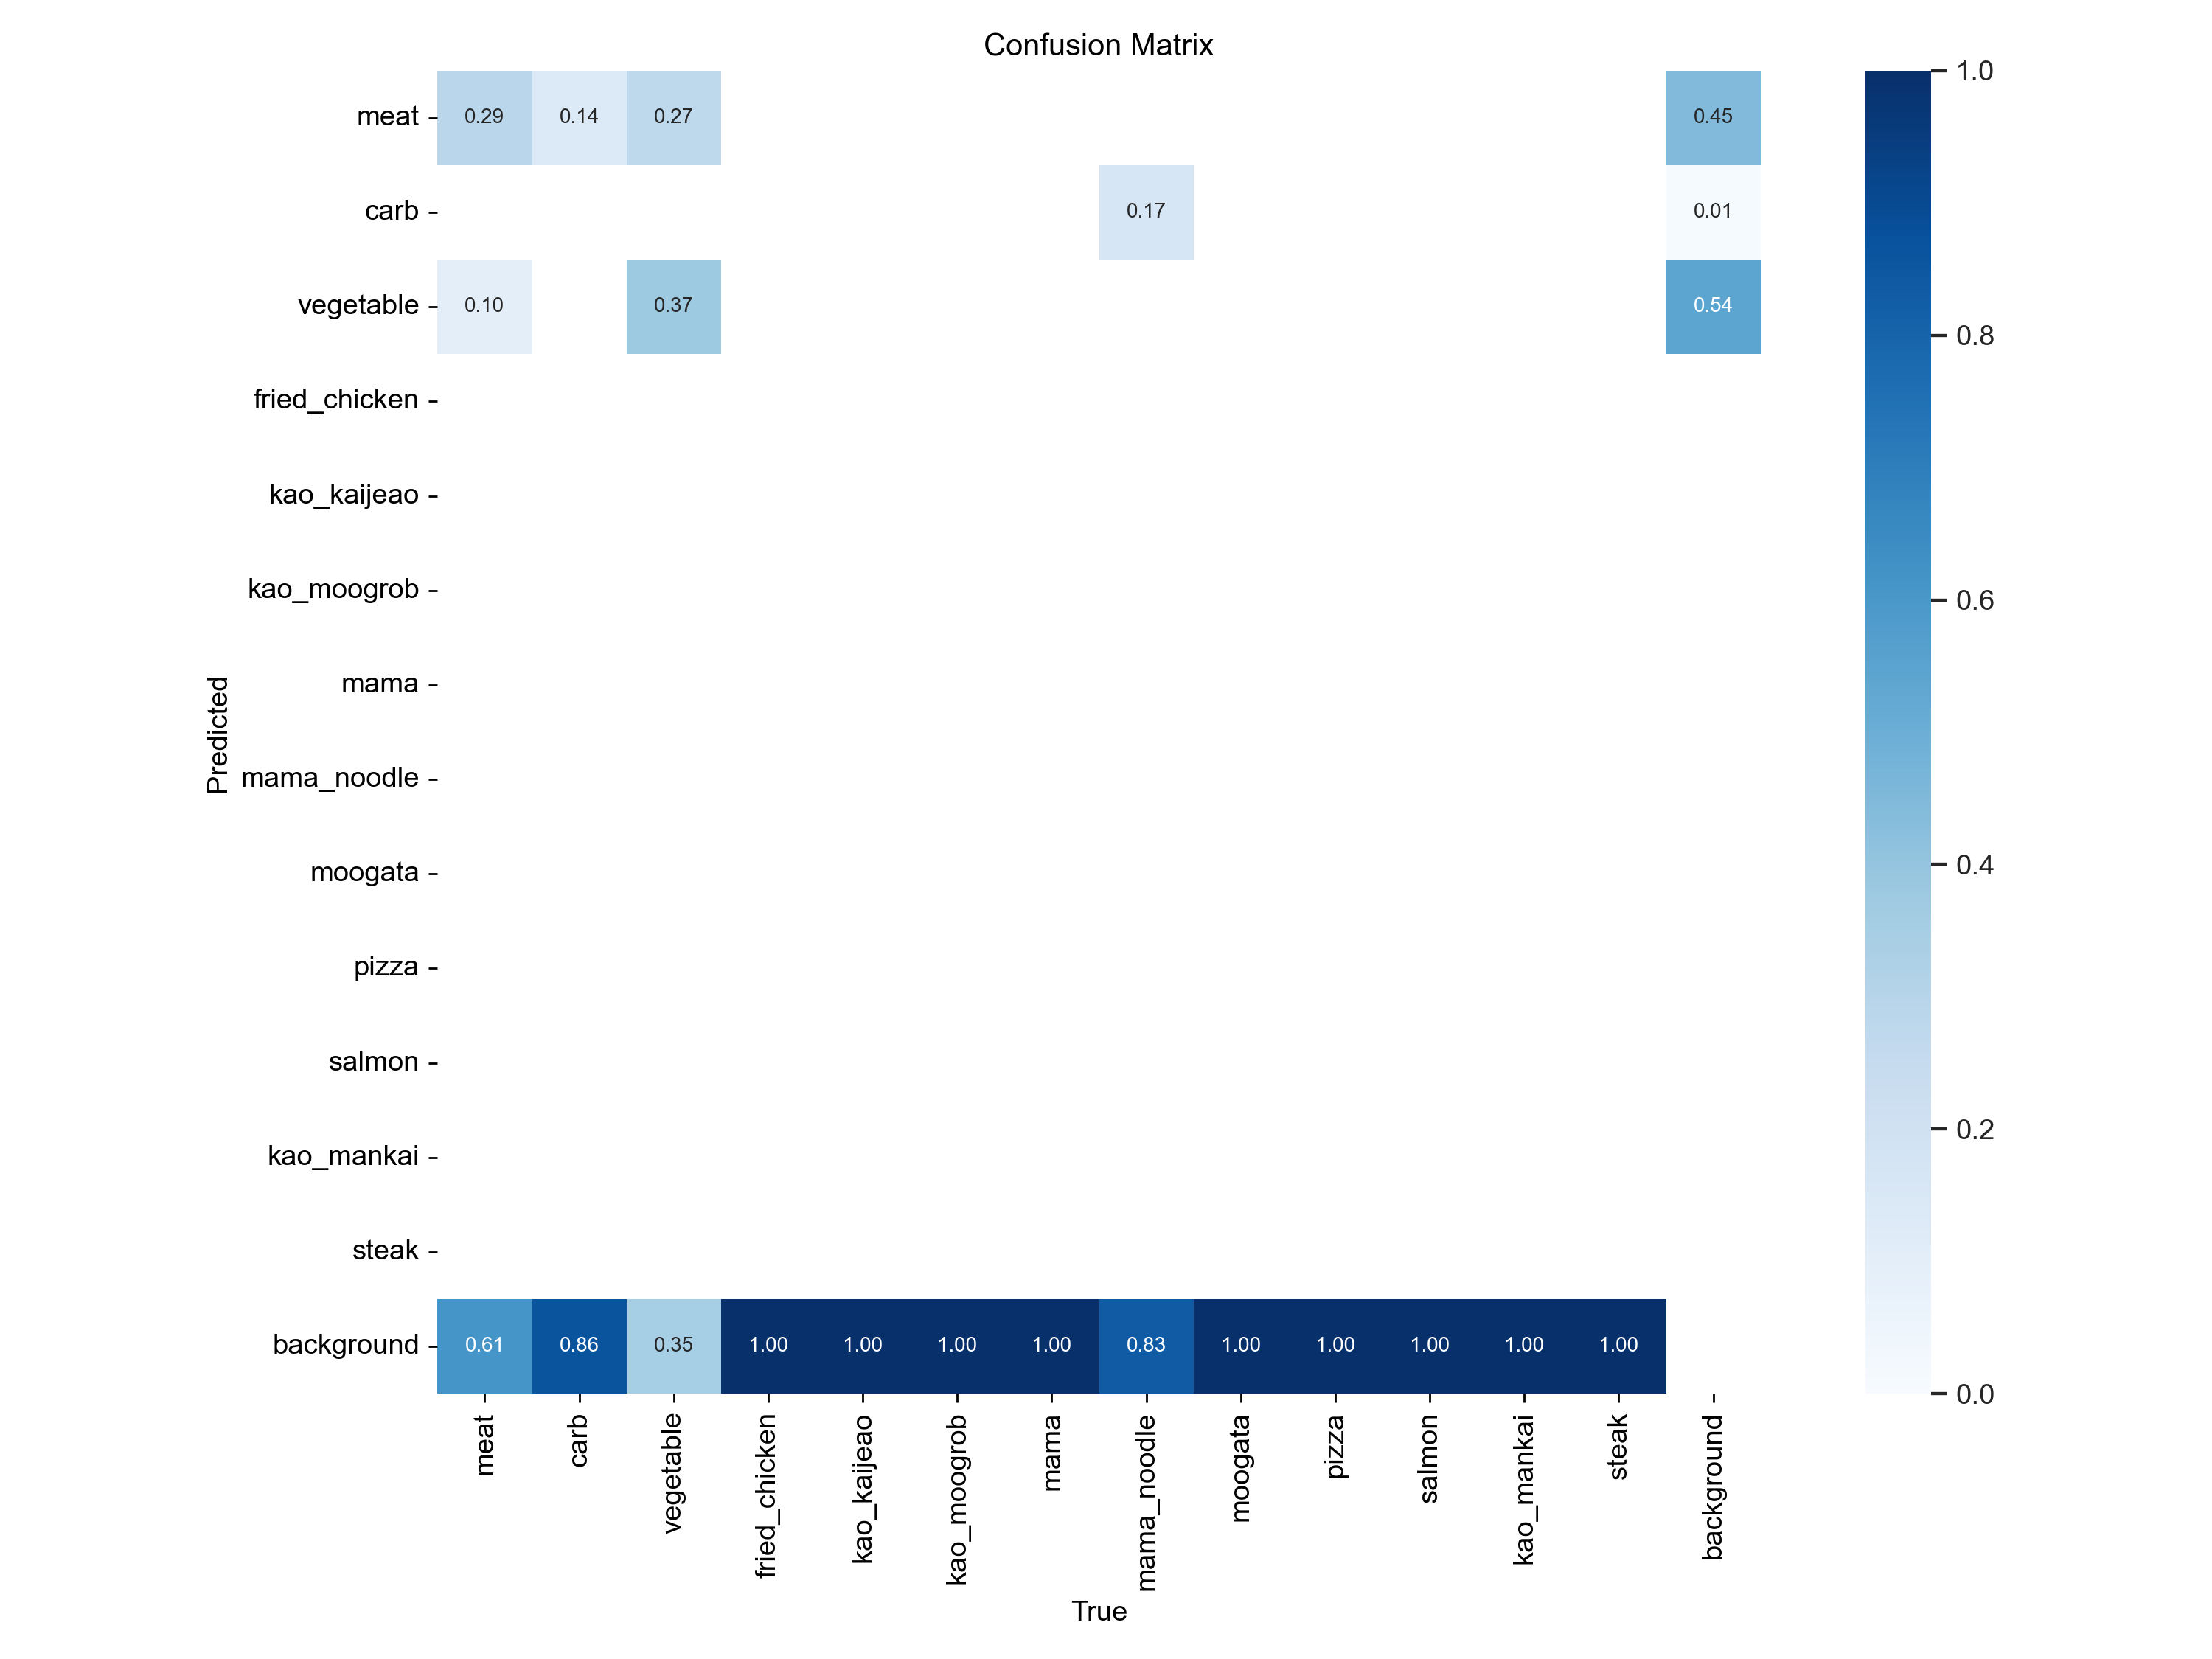 Confusion Matrix
meat 0.29 0.14 0.27 0.45
carb 0.17 0.01
vegetable 0.10 0.37 0.54
fried_chicken
kao_kaijeao
kao_moogrob
mama
mama_noodle
moogata
pizza
salmon
kao_mankai
steak
background 0.61 0.86 0.35 1.00 1.00 1.00 1.00 0.83 1.00 1.00 1.00 1.00 1.00
Predicted
meat carb vegetable fried_chicken kao_kaijeao kao_moogrob mama mama_noodle moogata pizza salmon kao_mankai steak background
True
1.0
0.8
0.6
0.4
0.2
0.0